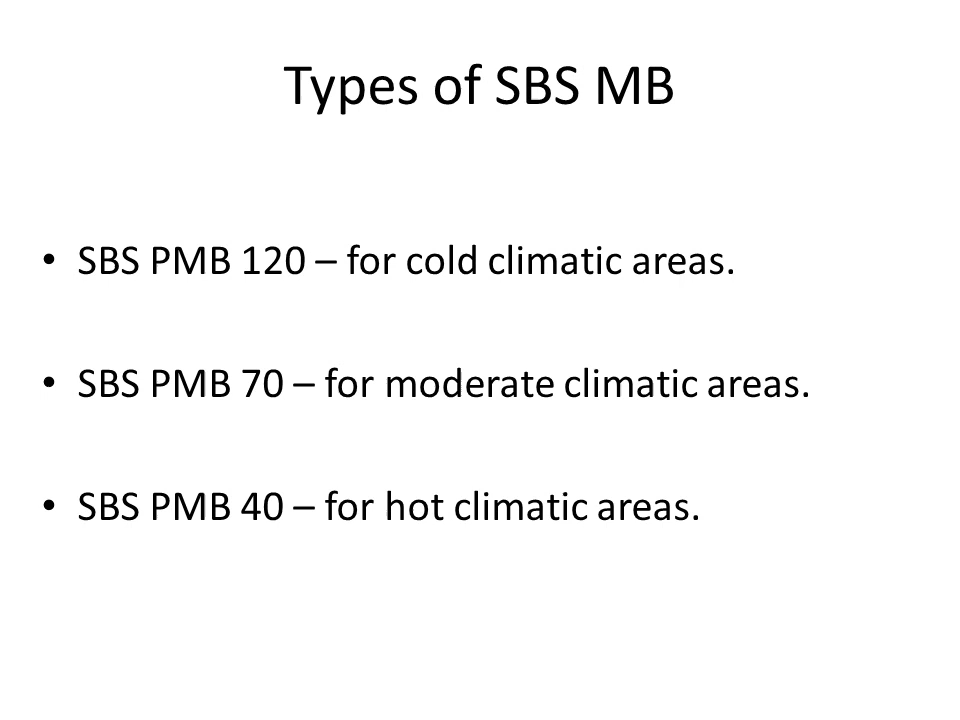 Types of SBS MB
• SBS PMB 120 – for cold climatic areas.
• SBS PMB 70 – for moderate climatic areas.
• SBS PMB 40 – for hot climatic areas.